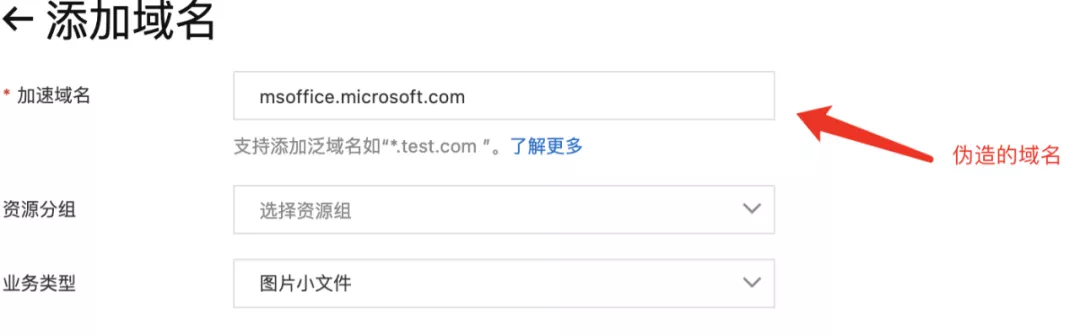 ← 添加域名
* 加速域名
msoffice.microsoft.com
支持添加泛域名如“*.test.com ”。了解更多
伪造的域名
资源分组
选择资源组
业务类型
图片小文件